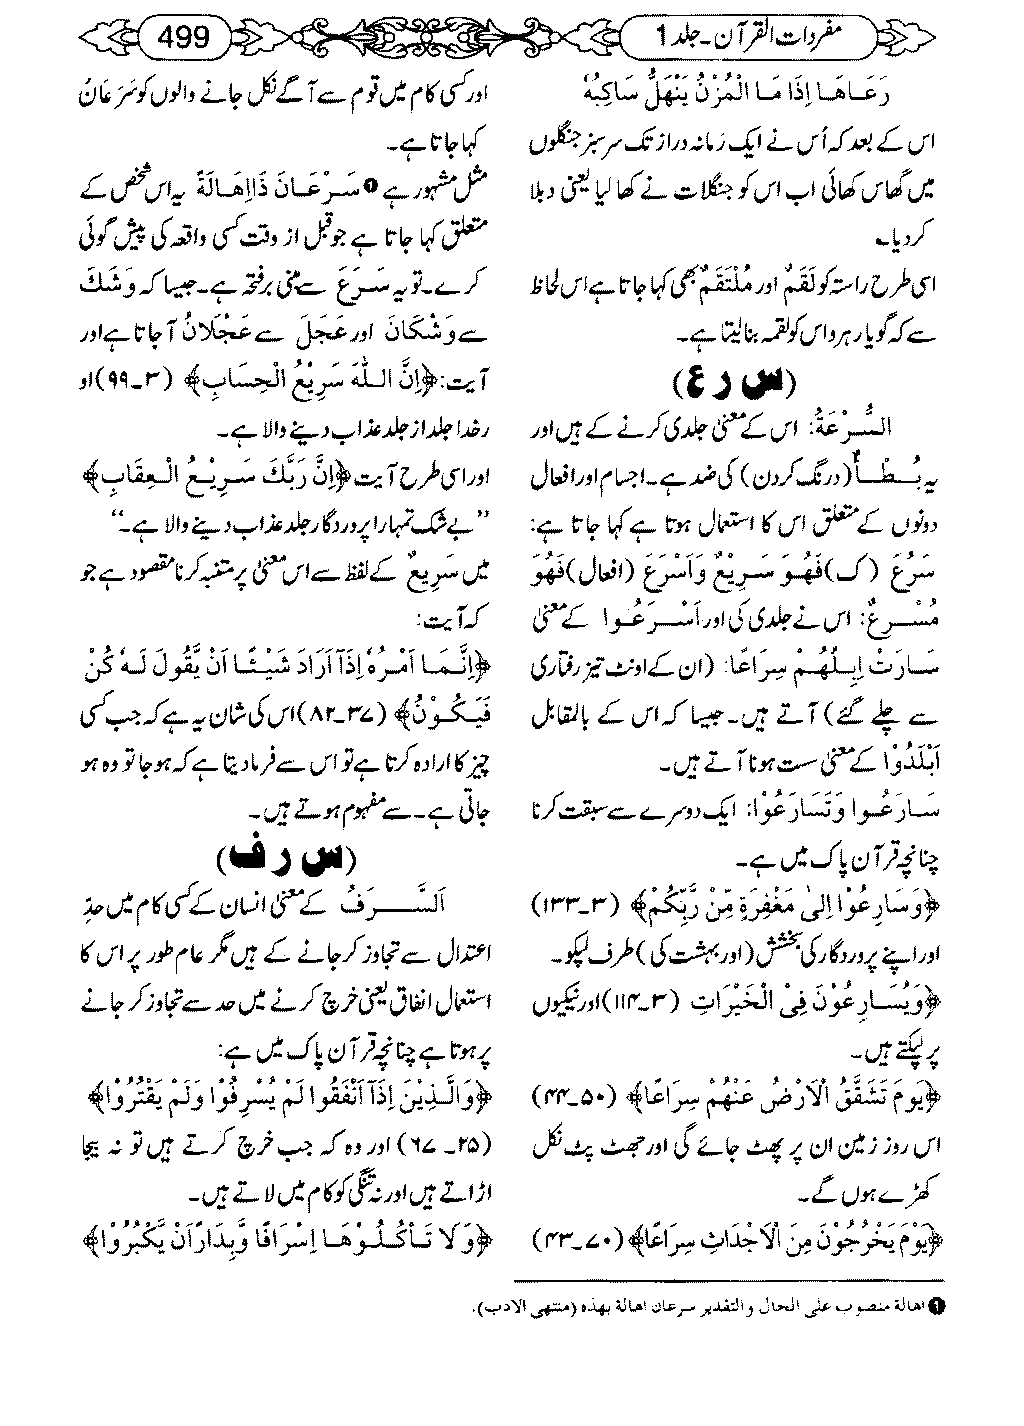 مفردات القرآن۔ جلد 1
499
رَعَاهَا اِذَا مَا الْمُزْنُ يَنْهَلُّ سَاكِبُهٗ
اس کے بعد کہ اُس نے ایک زمانہ دراز تک سرسبز جنگلوں
میں گھاس کھائی اب اس کو جنگلات نے کھا لیا یعنی دبلا
کر دیا۔
اسی طرح راستہ کو لَقَمٌ اور مُلْتَقَمٌ بھی کہا جاتا ہے اس لحاظ
سے کہ گویا رہرو اس کو لقمہ بنا لیتا ہے۔
(س ر ع)
السُّرْعَةُ: اس کے معنی جلدی کرنے کے ہیں اور
یہ بُطْأٌ (درنگ کردن) کی ضد ہے۔ اجسام اور افعال
دونوں کے متعلق اس کا استعمال ہوتا ہے کہا جاتا ہے:
سَرُعَ (ک) فَهُوَ سَرِيْعٌ وَاَسْرَعَ (افعال) فَهُوَ
مُسْرِعٌ: اس نے جلدی کی اور اَسْرَعُوا کے معنی
سَارَتْ اِبِلُهُمْ سِرَاعًا: (ان کے اونٹ تیز رفتاری
سے چلے گئے) آتے ہیں۔ جیسا کہ اس کے بالمقابل
اَبْلَدُوْا کے معنی سست ہونا آتے ہیں۔
سَارَعُوا وَتَسَارَعُوْا: ایک دوسرے سے سبقت کرنا
چنانچہ قرآن پاک میں ہے۔
﴿وَسَارِعُوْا اِلىٰ مَغْفِرَةٍ مِّنْ رَّبِّكُمْ﴾ (۳۔۱۳۳)
اور اپنے پروردگار کی بخشش (اور بہشت کی) طرف لپکو۔
﴿وَيُسَارِعُوْنَ فِى الْخَيْرَاتِ (۳۔۱۱۴) اور نیکیوں
پر لپکتے ہیں۔
﴿يَوْمَ تَشَقَّقُ الْاَرْضُ عَنْهُمْ سِرَاعًا﴾ (۵۰۔۴۴)
اس روز زمین ان پر پھٹ جائے گی اور جھٹ پٹ نکل
کھڑے ہوں گے۔
﴿يَوْمَ يَخْرُجُوْنَ مِنَ الْاَجْدَاثِ سِرَاعًا﴾ (۷۰۔۴۳)
اور کسی کام میں قوم سے آگے نکل جانے والوں کو سَرَعَانُ
کہا جاتا ہے۔
مثل مشہور ہے ❶ سَرْعَانَ ذَااِهَالَةً یہ اس شخص کے
متعلق کہا جاتا ہے جو قبل از وقت کسی واقعہ کی پیش گوئی
کرے۔ تو یہ سَرَعَ سے مبنی برفتحہ ہے۔ جیسا کہ وَشَكَ
سے وَشْكَانَ اور عَجَلَ سے عَجْلَانُ آجاتا ہے اور
آیت: ﴿اِنَّ اللّٰهَ سَرِيْعُ الْحِسَابِ﴾ (۳۔۹۹) او
رخدا جلد از جلد عذاب دینے والا ہے۔
اور اسی طرح آیت ﴿اِنَّ رَبَّكَ سَرِيْعُ الْعِقَابِ﴾
”بے شک تمہارا پروردگار جلد عذاب دینے والا ہے۔“
میں سَرِيْعٌ کے لفظ سے اس معنی پر متنبہ کرنا مقصود ہے جو
کہ آیت:
﴿اِنَّمَا اَمْرُهٗ اِذَآ اَرَادَ شَيْـئًـا اَنْ يَّقُولَ لَهٗ كُنْ
فَيَكُوْنُ﴾ (۳۷۔۸۲) اس کی شان یہ ہے کہ جب کسی
چیز کا ارادہ کرتا ہے تو اس سے فرما دیتا ہے کہ ہو جا تو وہ ہو
جاتی ہے۔ سے مفہوم ہوتے ہیں۔
(س ر ف)
اَلسَّرَفُ کے معنی انسان کے کسی کام میں حدِ
اعتدال سے تجاوز کر جانے کے ہیں مگر عام طور پر اس کا
استعمال انفاق یعنی خرچ کرنے میں حد سے تجاوز کر جانے
پر ہوتا ہے چنانچہ قرآن پاک میں ہے:
﴿وَالَّذِيْنَ اِذَآ اَنْفَقُوا لَمْ يُسْرِفُوْا وَلَمْ يَقْتُرُوْا﴾
(۲۵۔ ۶۷) اور وہ کہ جب خرچ کرتے ہیں تو نہ بیجا
اڑاتے ہیں اور نہ تنگی کو کام میں لاتے ہیں۔
﴿وَلَا تَاْكُلُوْهَا اِسْرَافًا وَّبِدَارًا اَنْ يَّكْبُرُوْا﴾
❶ اهالة منصوب على الحال و التقدير سرعان اهالة بهذه (منتهى الادب).